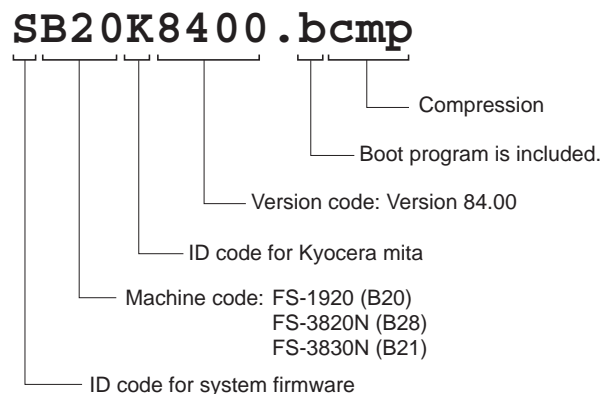 SB20K8400.bcmp
Compression
Boot program is included.
Version code: Version 84.00
ID code for Kyocera mita
Machine code: FS-1920 (B20)
FS-3820N (B28)
FS-3830N (B21)
ID code for system firmware